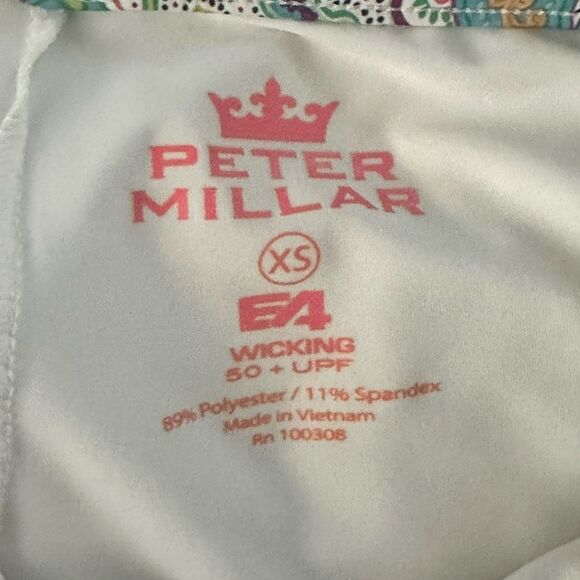 PETER
MILLAR
XS
E4
WICKING
50 + UPF
89% Polyester / 11% Spandex
Made in Vietnam
Rn 100308